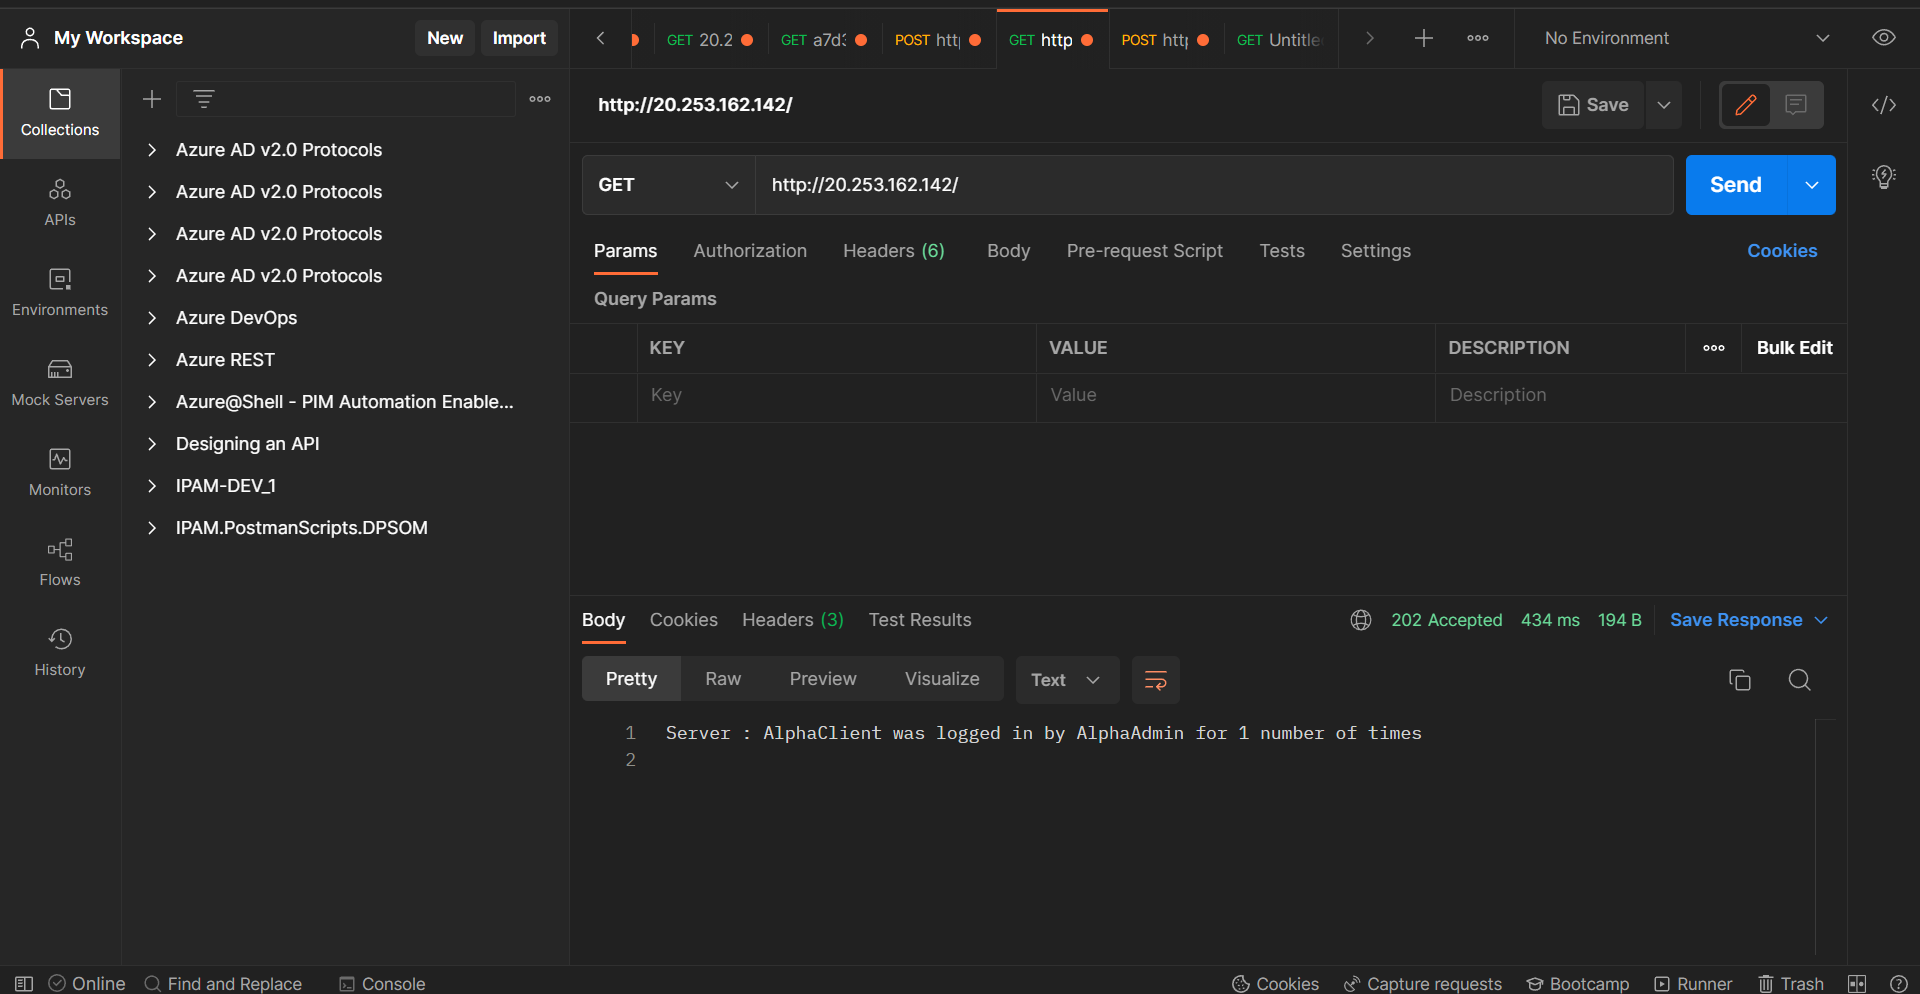 My Workspace
New
Import
GET 20.2
GET a7d3
POST http
GET http
POST http
GET Untitle
No Environment
Collections
APIs
Environments
Mock Servers
Monitors
Flows
History
Azure AD v2.0 Protocols
Azure AD v2.0 Protocols
Azure AD v2.0 Protocols
Azure AD v2.0 Protocols
Azure DevOps
Azure REST
Azure@Shell - PIM Automation Enable...
Designing an API
IPAM-DEV_1
IPAM.PostmanScripts.DPSOM
http://20.253.162.142/
Save
GET
http://20.253.162.142/
Send
Params
Authorization
Headers (6)
Body
Pre-request Script
Tests
Settings
Cookies
Query Params
KEY
VALUE
DESCRIPTION
Bulk Edit
Key
Value
Description
Body
Cookies
Headers (3)
Test Results
202 Accepted
434 ms
194 B
Save Response
Pretty
Raw
Preview
Visualize
Text
1 Server : AlphaClient was logged in by AlphaAdmin for 1 number of times
2
Online
Find and Replace
Console
Cookies
Capture requests
Bootcamp
Runner
Trash